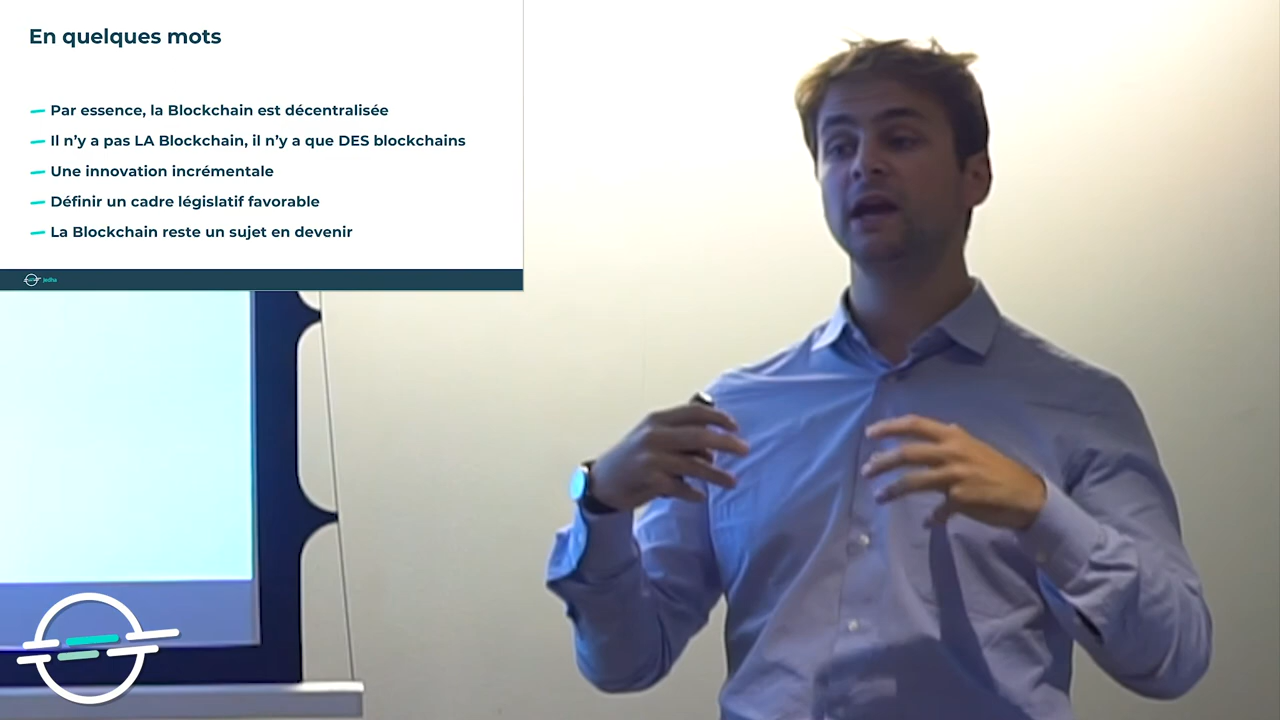 En quelques mots
Par essence, la Blockchain est décentralisée
Il n’y a pas LA Blockchain, il n’y a que DES blockchains
Une innovation incrémentale
Définir un cadre législatif favorable
La Blockchain reste un sujet en devenir
jedha